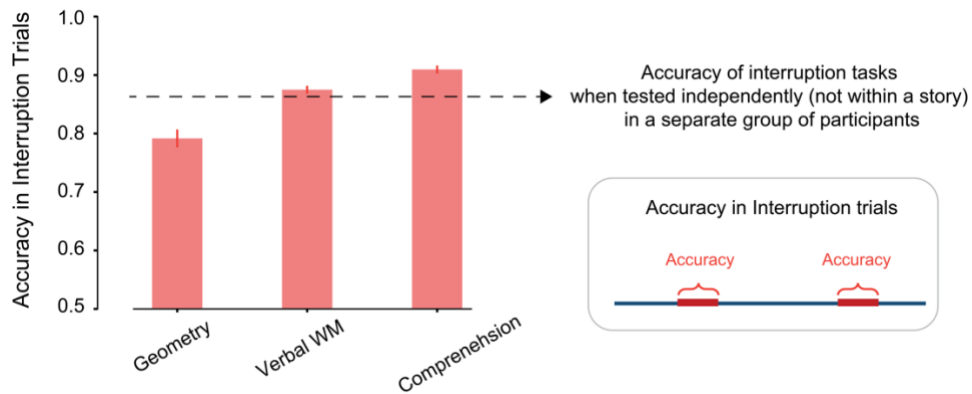 Accuracy in Interruption Trials
1.0
0.9
0.8
0.7
0.6
0.5
Geometry
Verbal WM
Comprenehsion
Accuracy of interruption tasks
when tested independently (not within a story)
in a separate group of participants
Accuracy in Interruption trials
Accuracy
Accuracy